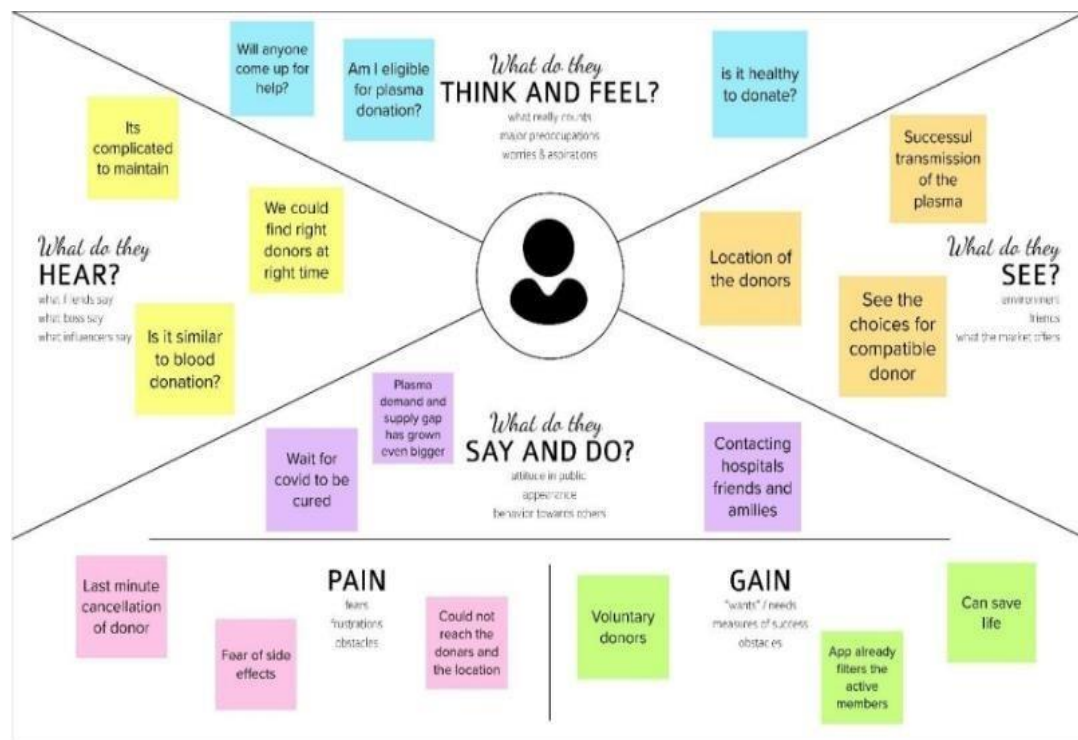 Will anyone
come up for
help?
Am I eligible
for plasma
donation?
What do they
THINK AND FEEL?
what really counts
major preoccupations
worries & aspirations
is it healthy
to donate?
Its
complicated
to maintain
We could
find right
donors at
right time
What do they
HEAR?
what friends say
what boss say
what influencers say
Is it similar
to blood
donation?
Successul
transmission
of the
plasma
Location of
the donors
What do they
SEE?
environment
friends
what the market offers
See the
choices for
compatible
donor
Plasma
demand and
supply gap
has grown
even bigger
Wait for
covid to be
cured
What do they
SAY AND DO?
attitude in public
appearance
behavior towards others
Contacting
hospitals
friends and
amilies
Last minute
cancellation
of donor
Fear of side
effects
PAIN
fears
frustrations
obstacles
Could not
reach the
donars and
the location
Voluntary
donors
GAIN
"wants" / needs
measures of success
obstacles
App already
filters the
active
members
Can save
life